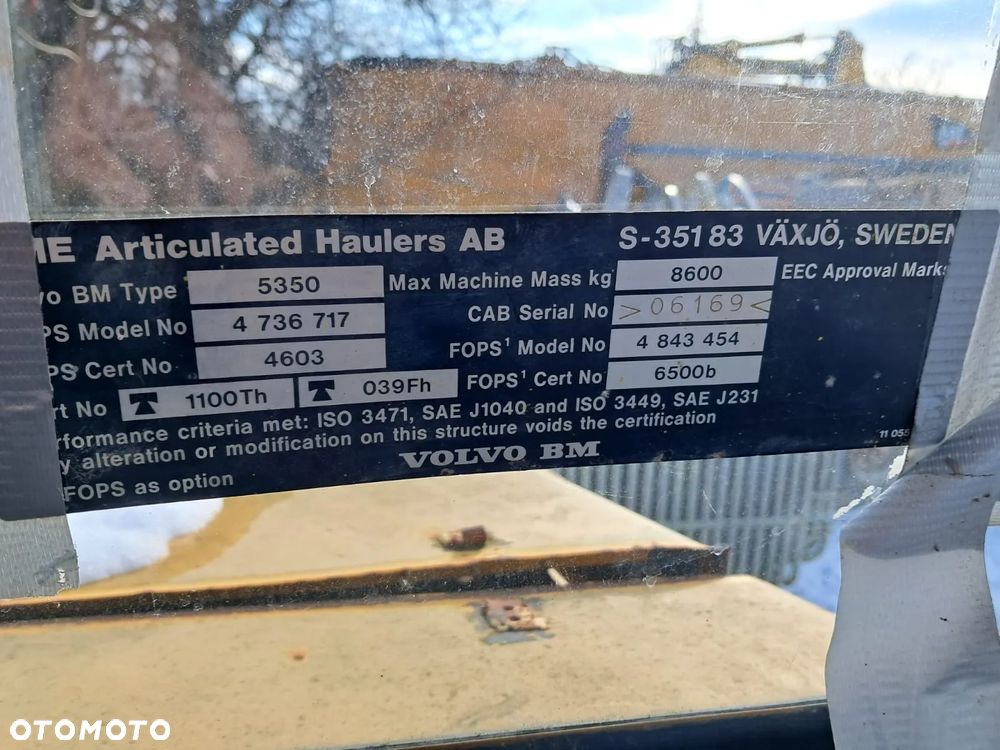 ME Articulated Haulers AB S-351 83 VÄXJÖ, SWEDEN
vo BM Type 5350 Max Machine Mass kg 8600 EEC Approval Marks
OPS Model No 4 736 717 CAB Serial No >06169<
PS Cert No 4603 FOPS¹ Model No 4 843 454
rt No 1100Th 039Fh FOPS¹ Cert No 6500b
rformance criteria met: ISO 3471, SAE J1040 and ISO 3449, SAE J231
y alteration or modification on this structure voids the certification
FOPS as option VOLVO BM 11 055
OTOMOTO